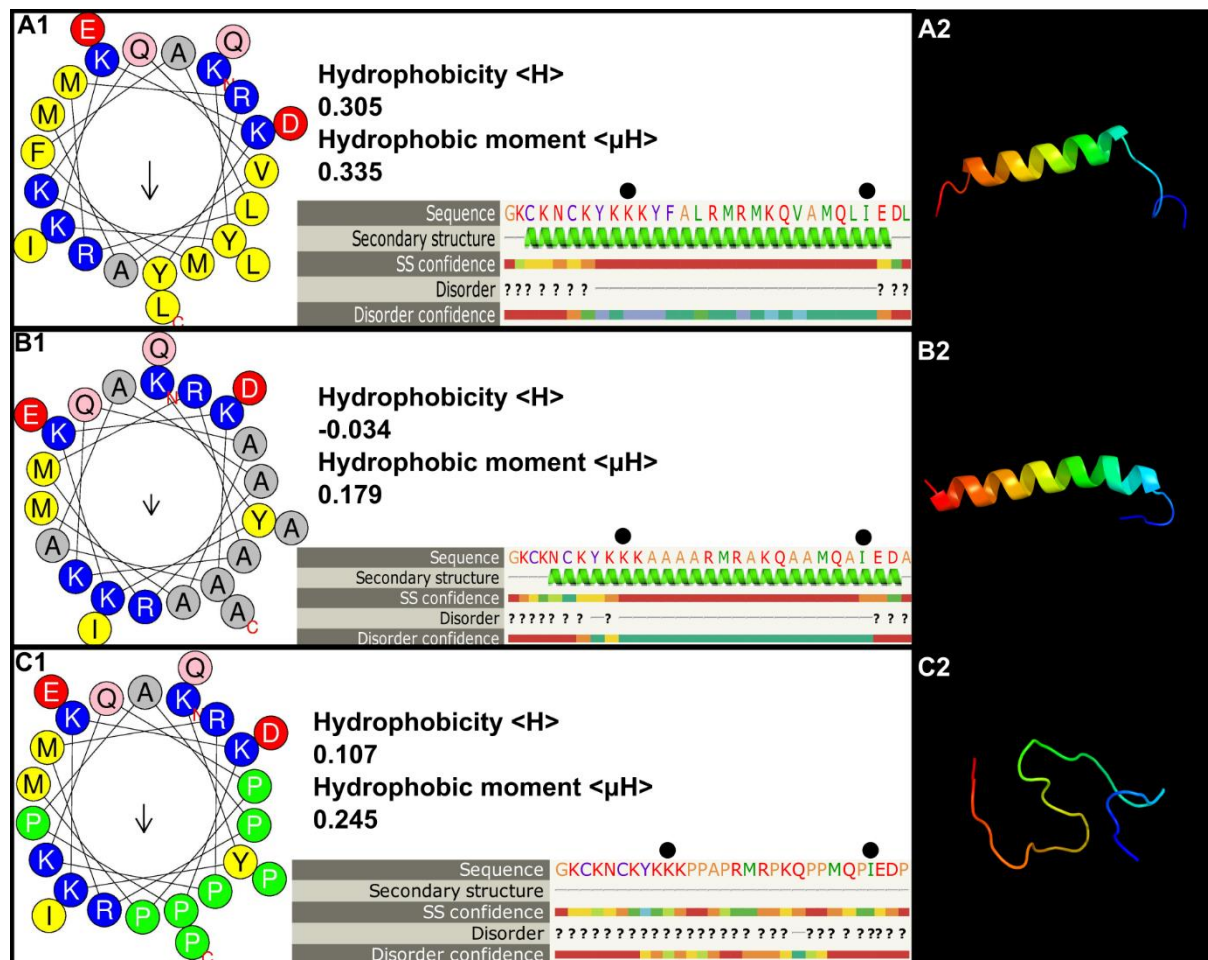 A1
E K Q A Q K N R
M K D
M V
F L
K Y
K L
I R A Y M
L C
Hydrophobicity <H>
0.305
Hydrophobic moment <μH>
0.335
Sequence GKCKNCKYKKKYFALRMRMKQVAMQLIEDL
Secondary structure
SS confidence
Disorder ??????? ???
Disorder confidence
A2
B1
Q
E K Q A K N R K D
M A
M A
A Y A
K A
I K R A A A C
Hydrophobicity <H>
-0.034
Hydrophobic moment <μH>
0.179
Sequence GKCKNCKYKKKAAAARMRAKQAAMQAIEDA
Secondary structure
SS confidence
Disorder ??????? ? ???
Disorder confidence
B2
C1
E K Q A K Q N R
M K D
M P
P P
K Y P
K P
I R P P P
P C
Hydrophobicity <H>
0.107
Hydrophobic moment <μH>
0.245
Sequence GKCKNCKYKKKPPAPRMRPKQPPMQPIEDP
Secondary structure
SS confidence
Disorder ?????????????????? ?????????
Disorder confidence
C2